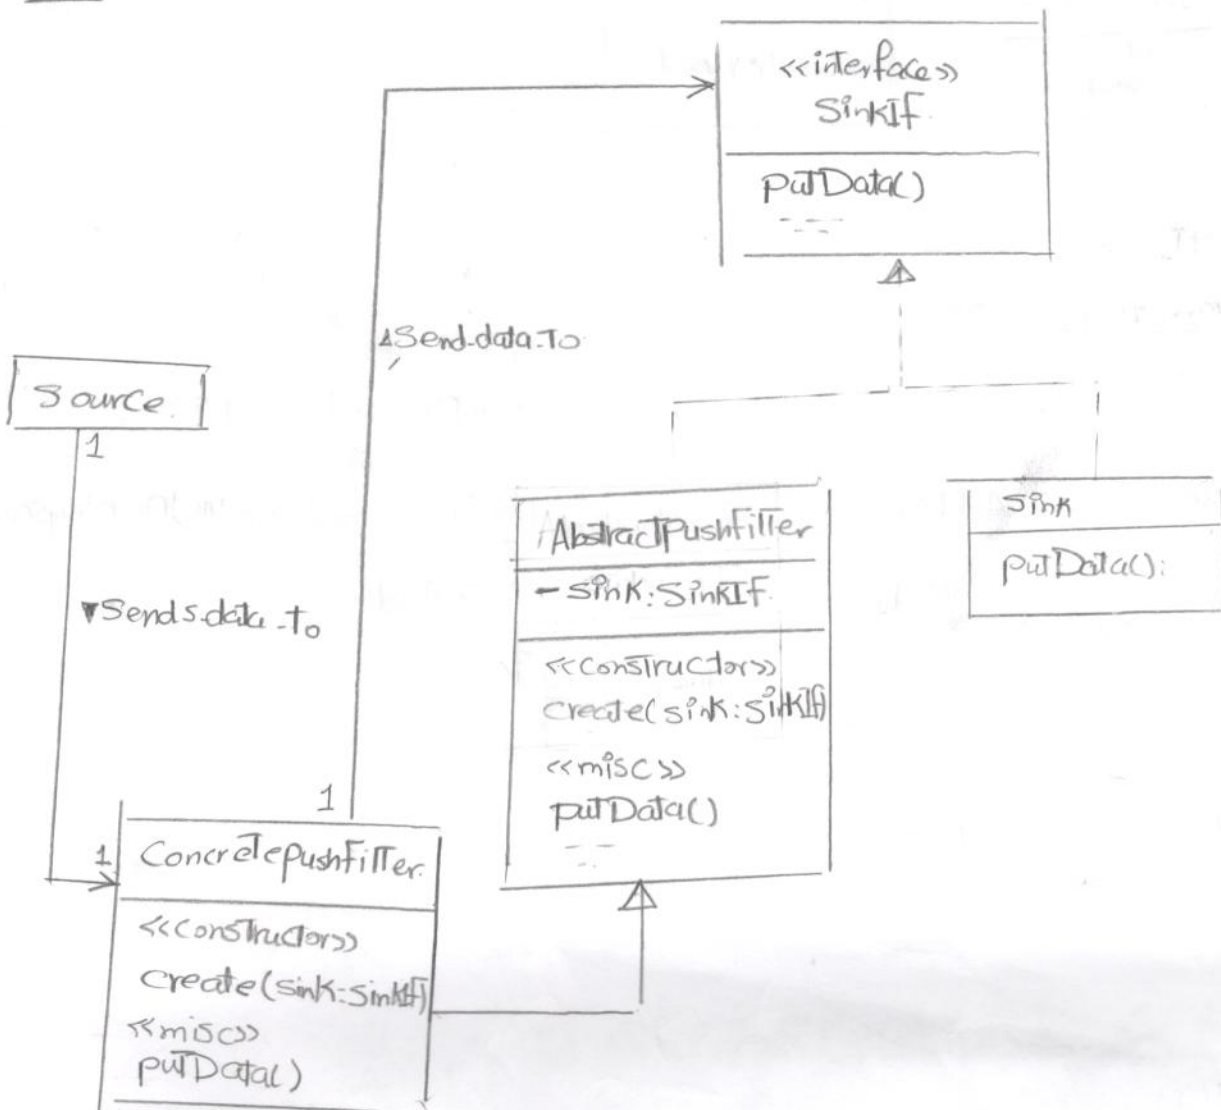 <<interface>>
SinkIf
putData()
Send-data-To
Source
1
Sends-data-to
AbstractPushFilter
- Sink: SinkIf
<<constructor>>
create(sink: SinkIf)
<<misc>>
putData()
Sink
putData():
1
1
ConcretepushFilter
<<constructor>>
create(sink: SinkIf)
<<misc>>
putData()